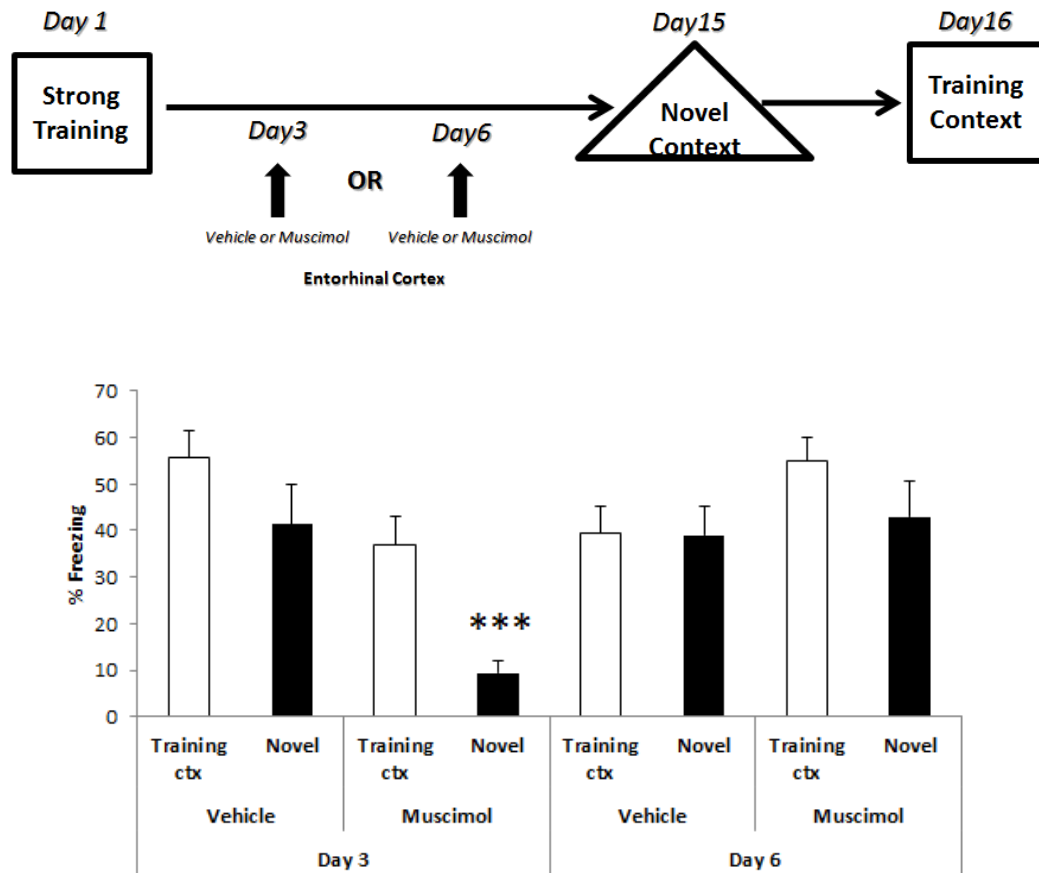 Day 1
Day15
Day16
Strong
Training
Day3
Day6
OR
Novel
Context
Training
Context
Vehicle or Muscimol
Vehicle or Muscimol
Entorhinal Cortex
% Freezing
70
60
50
40
30
20
10
0
***
Training ctx
Novel
Training ctx
Novel
Training ctx
Novel
Training ctx
Novel
Vehicle
Muscimol
Vehicle
Muscimol
Day 3
Day 6